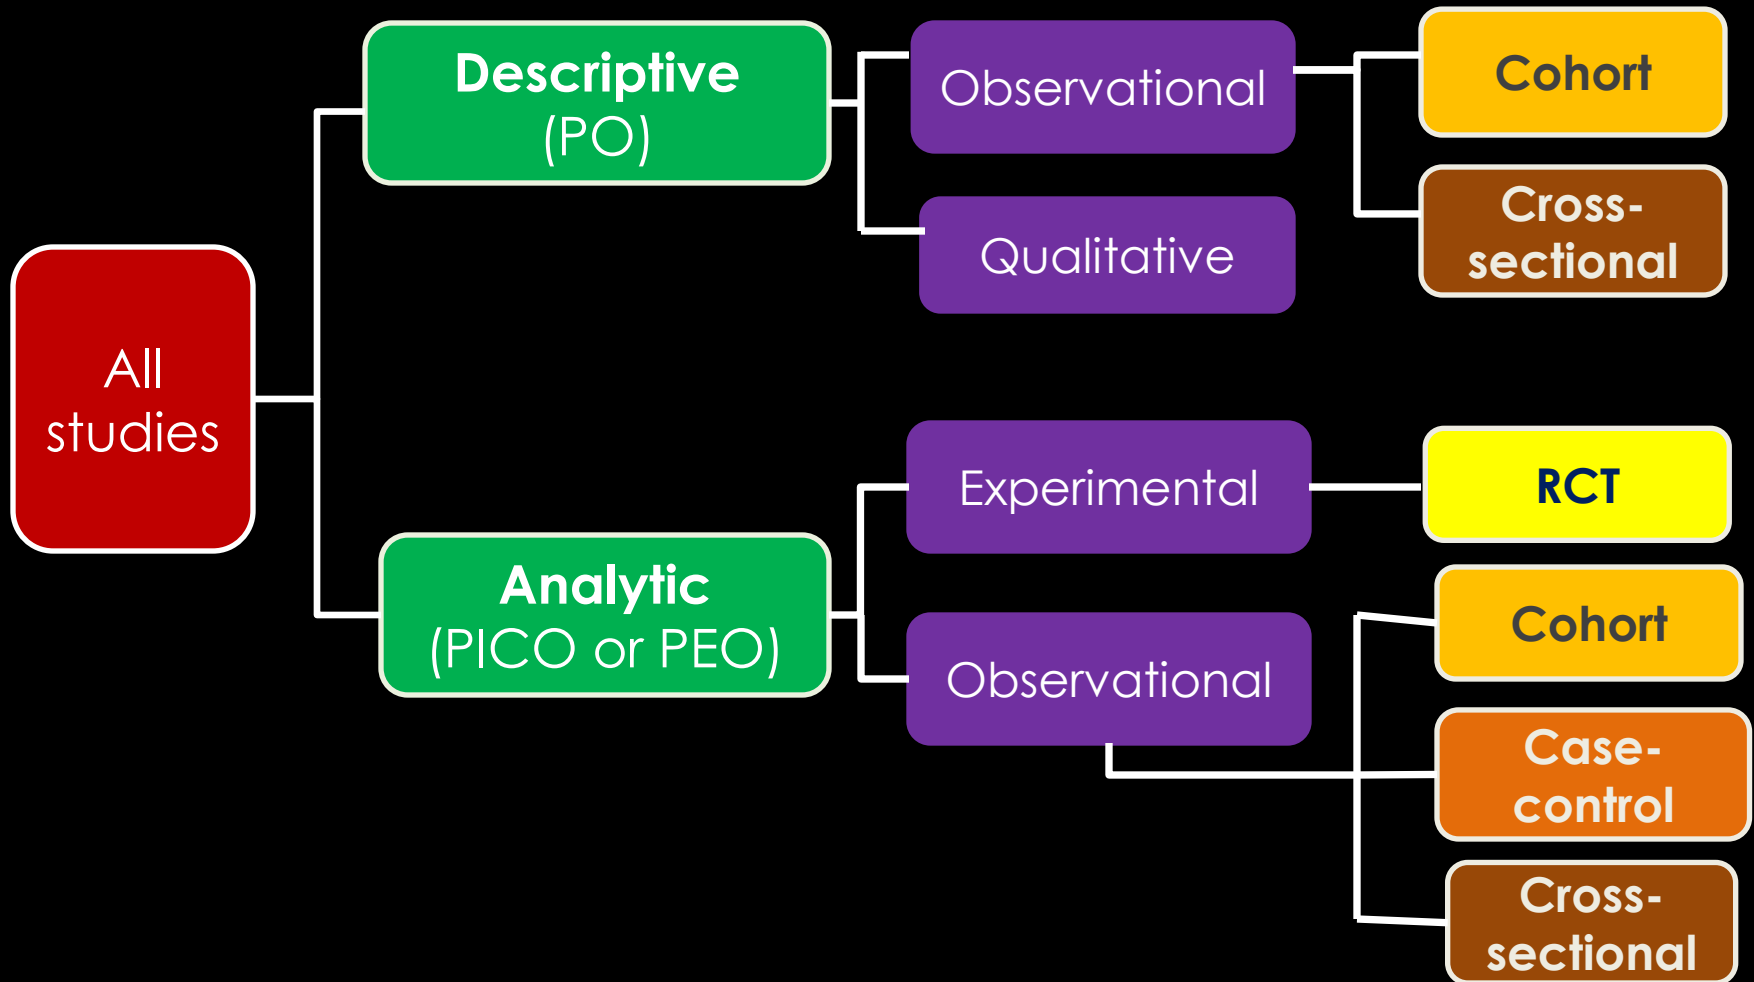 All
studies
Descriptive
(PO)
Observational
Cohort
Cross-
sectional
Qualitative
Analytic
(PICO or PEO)
Experimental
RCT
Observational
Cohort
Case-
control
Cross-
sectional